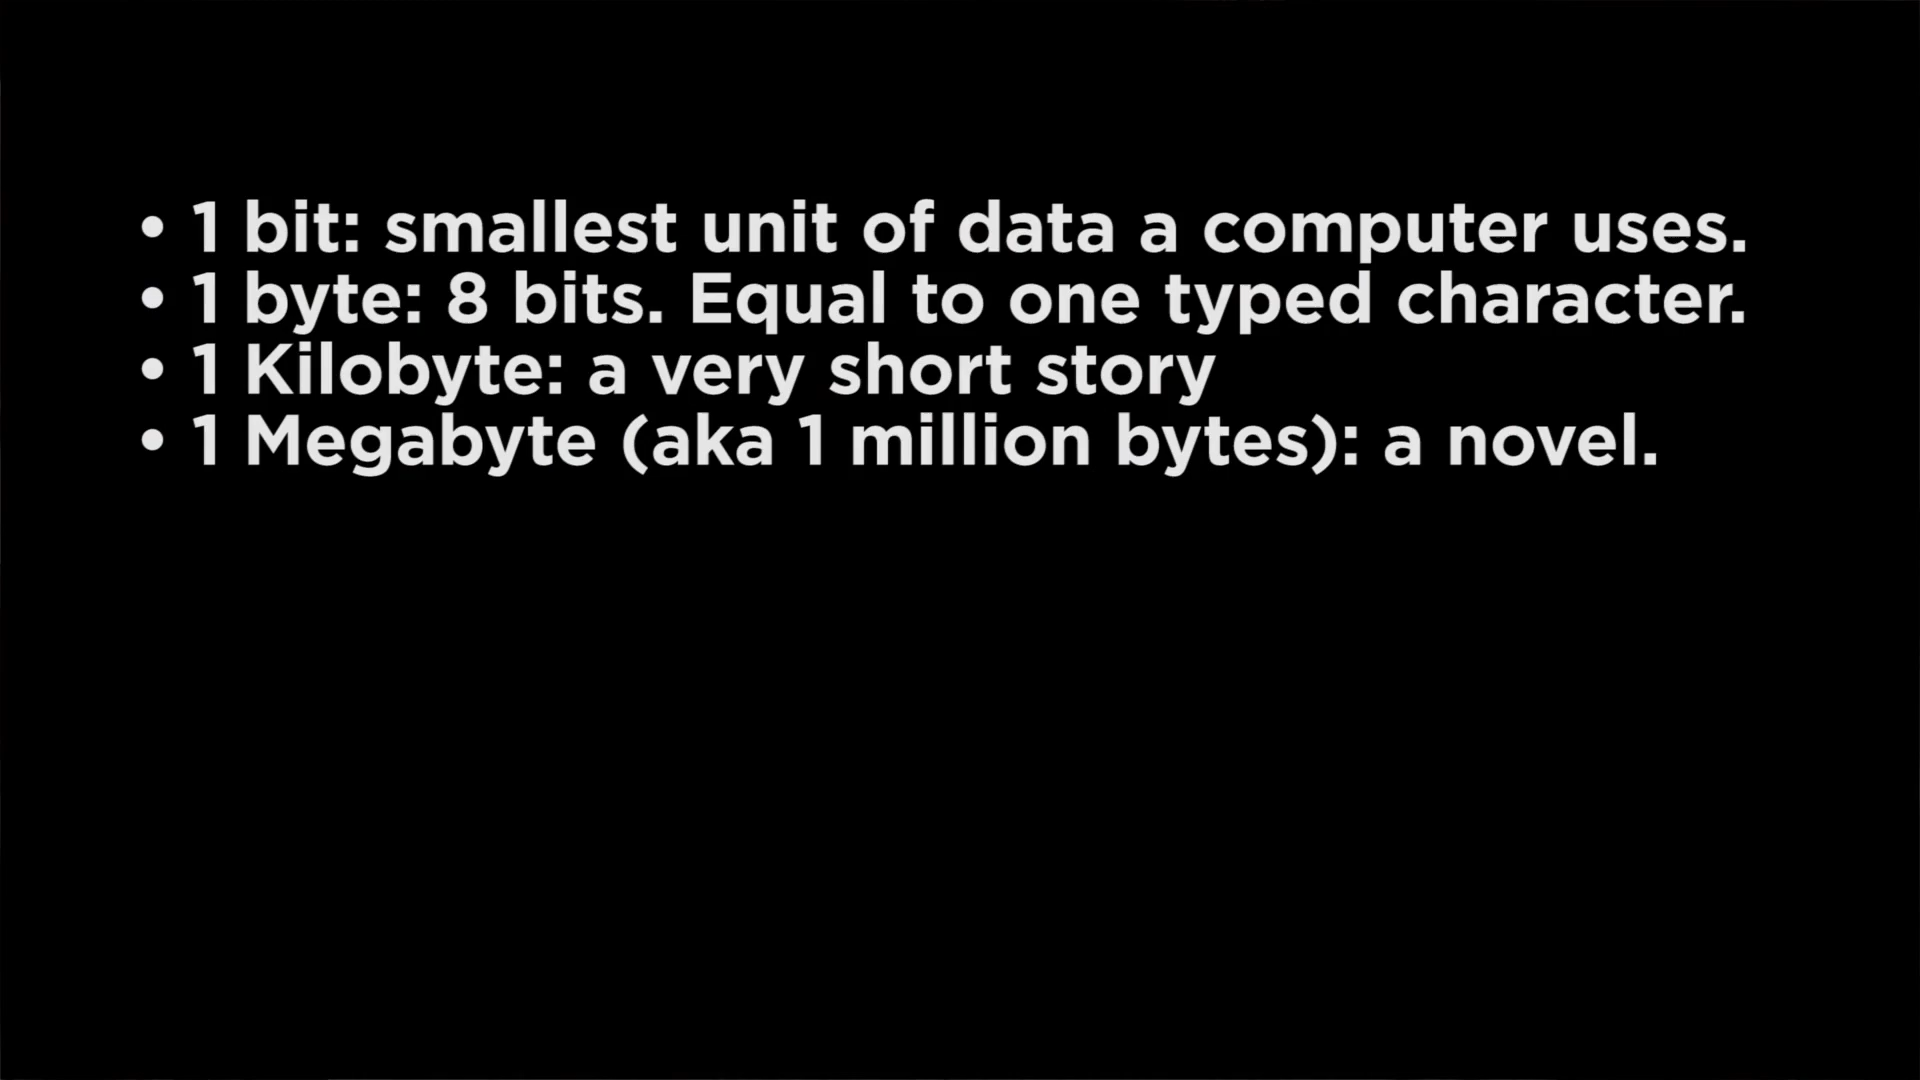 • 1 bit: smallest unit of data a computer uses.
• 1 byte: 8 bits. Equal to one typed character.
• 1 Kilobyte: a very short story
• 1 Megabyte (aka 1 million bytes): a novel.